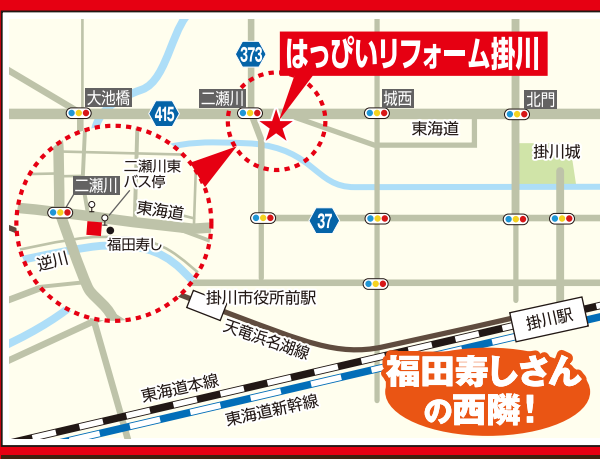 373
はっぴいリフォーム掛川
大池橋
415
二瀬川
城西
北門
東海道
掛川城
二瀬川東
バス停
二瀬川
東海道
福田寿し
逆川
37
掛川市役所前駅
天竜浜名湖線
掛川駅
東海道本線
東海道新幹線
福田寿しさん
の西隣!